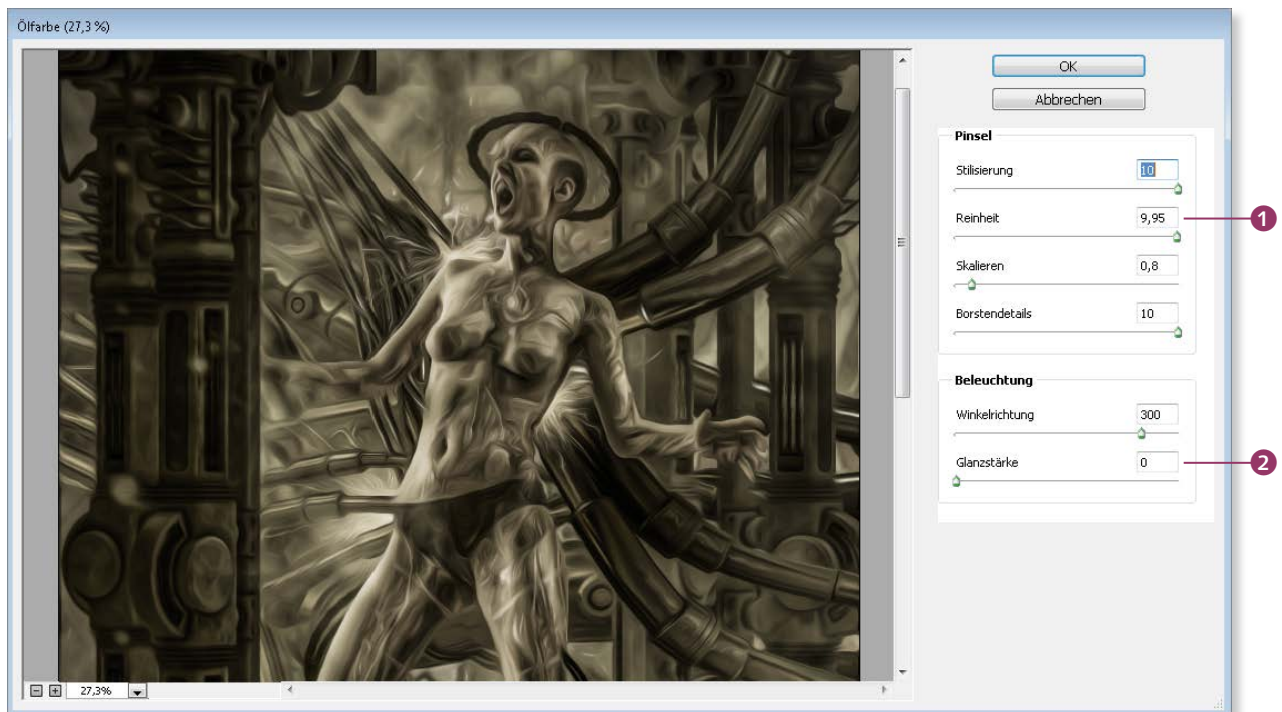 Ölfarbe (27,3 %)
OK
Abbrechen
Pinsel
Stilisierung 10
Reinheit 9,95
1
Skalieren 0,8
Borstendetails 10
Beleuchtung
Winkelrichtung 300
Glanzstärke 0
2
27,3%